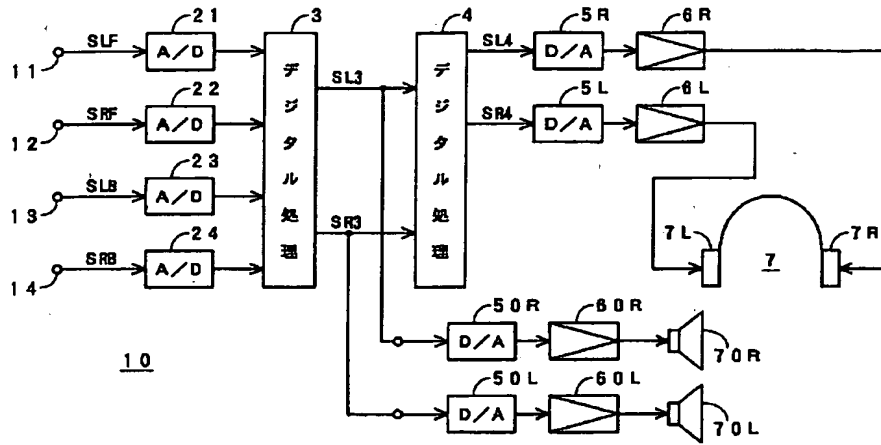 21
3
4
5R
6R
11
SLF
A/D
SL4
D/A
22
SL3
5L
6L
12
SRF
A/D
デジタル処理
デジタル処理
SR4
D/A
23
13
SLB
A/D
7L
7R
24
SR3
14
SRB
A/D
7
50R
60R
D/A
70R
10
50L
60L
D/A
70L